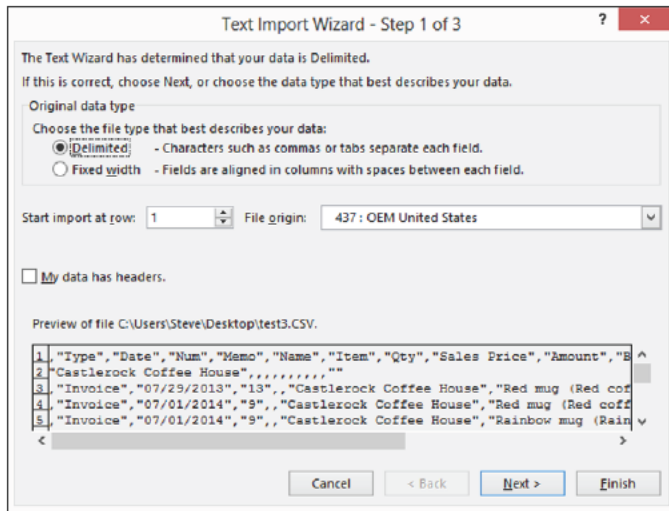 Text Import Wizard - Step 1 of 3
?
×
The Text Wizard has determined that your data is Delimited.
If this is correct, choose Next, or choose the data type that best describes your data.
Original data type
Choose the file type that best describes your data:
Delimited - Characters such as commas or tabs separate each field.
Fixed width - Fields are aligned in columns with spaces between each field.
Start import at row: 1 File origin: 437 : OEM United States
My data has headers.
Preview of file C:\Users\Steve\Desktop\test3.CSV.
1 ,"Type","Date","Num","Memo","Name","Item","Qty","Sales Price","Amount","B
2 "Castlerock Coffee House",,,,,,,,,,,""
3 ,"Invoice","07/29/2013","13",,"Castlerock Coffee House","Red mug (Red cof
4 ,"Invoice","07/01/2014","9",,"Castlerock Coffee House","Red mug (Red coff
5 ,"Invoice","07/01/2014","9",,"Castlerock Coffee House","Rainbow mug (Rain
Cancel < Back Next > Finish